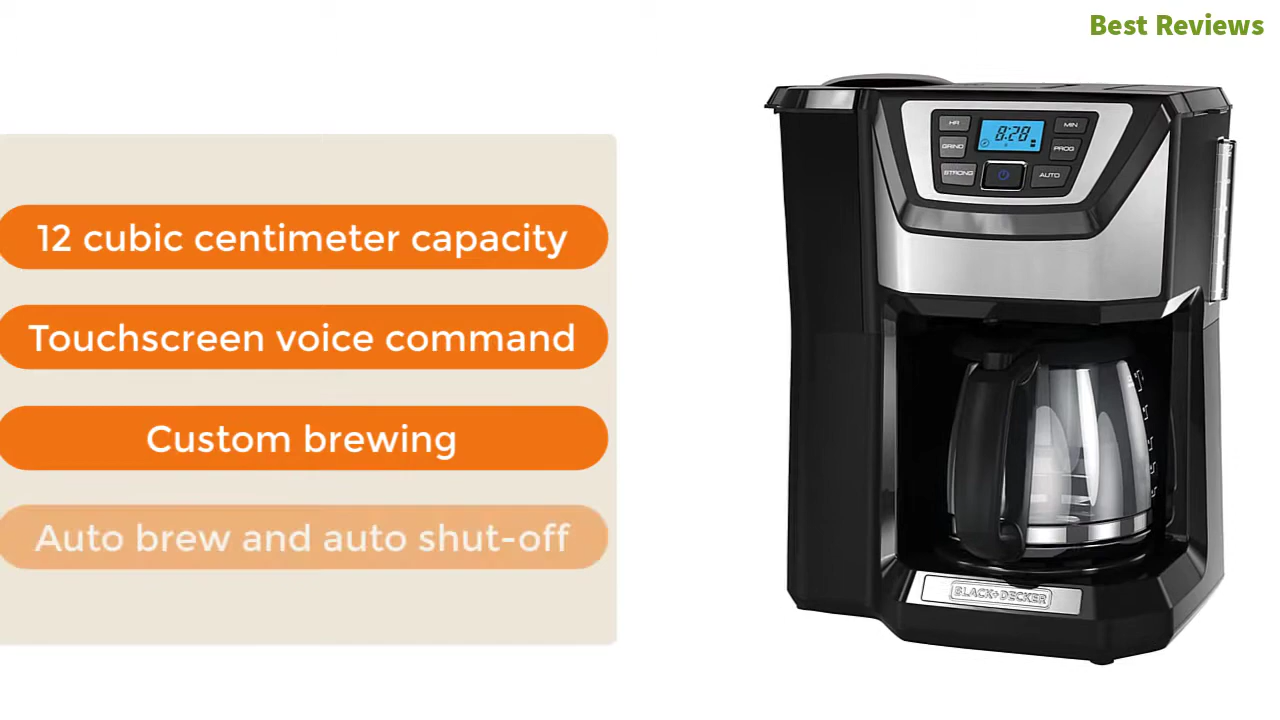 Best Reviews
12 cubic centimeter capacity
Touchscreen voice command
Custom brewing
Auto brew and auto shut-off
HR
8:28
MIN
GRIND
PROG
STRONG
AUTO
BLACK+DECKER